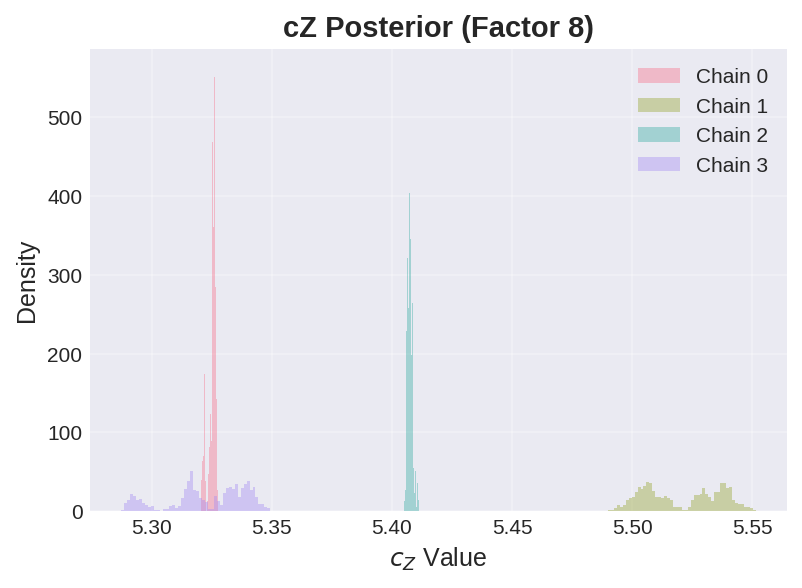 cZ Posterior (Factor 8)
Chain 0
Chain 1
Chain 2
Chain 3
Density
500
400
300
200
100
0
5.30 5.35 5.40 5.45 5.50 5.55
cZ Value